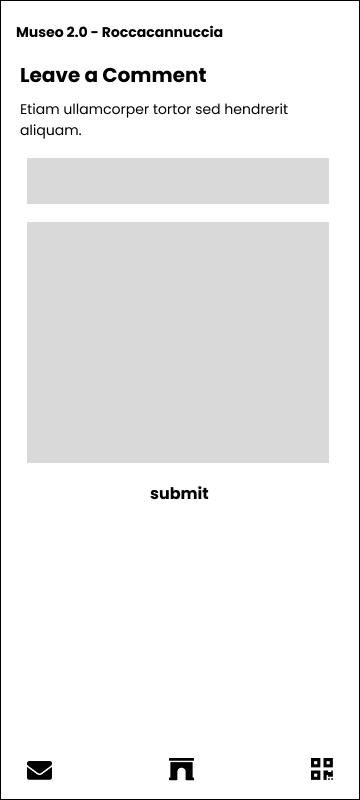 Museo 2.0 - Roccacannuccia
Leave a Comment
Etiam ullamcorper tortor sed hendrerit
aliquam.
submit